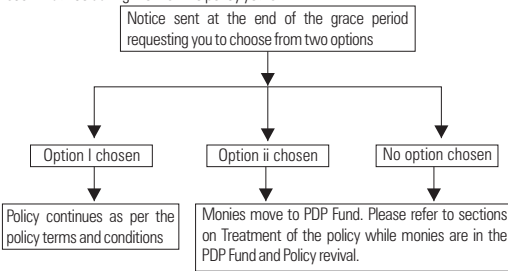 Notice sent at the end of the grace period
requesting you to choose from two options
Option I chosen
Option ii chosen
No option chosen
Policy continues as per the
policy terms and conditions
Monies move to PDP Fund. Please refer to sections
on Treatment of the policy while monies are in the
PDP Fund and Policy revival.